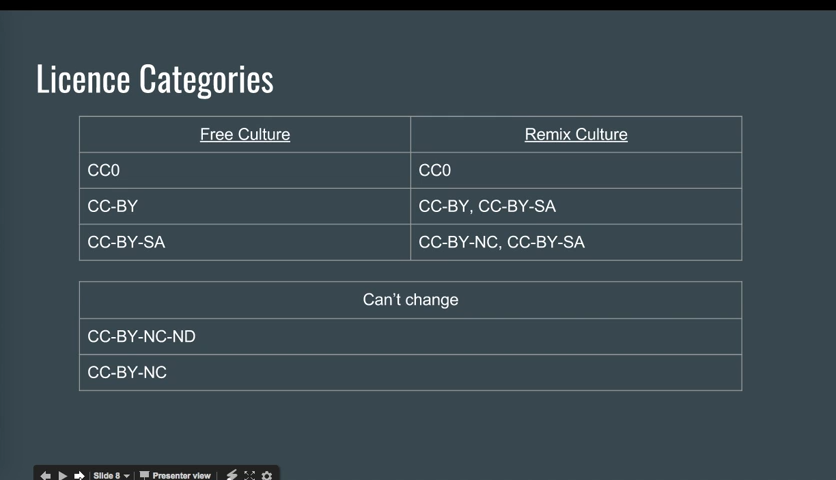 Licence Categories
Free Culture Remix Culture
CC0 CC0
CC-BY CC-BY, CC-BY-SA
CC-BY-SA CC-BY-NC, CC-BY-SA
Can't change
CC-BY-NC-ND
CC-BY-NC
Slide 8 Presenter view